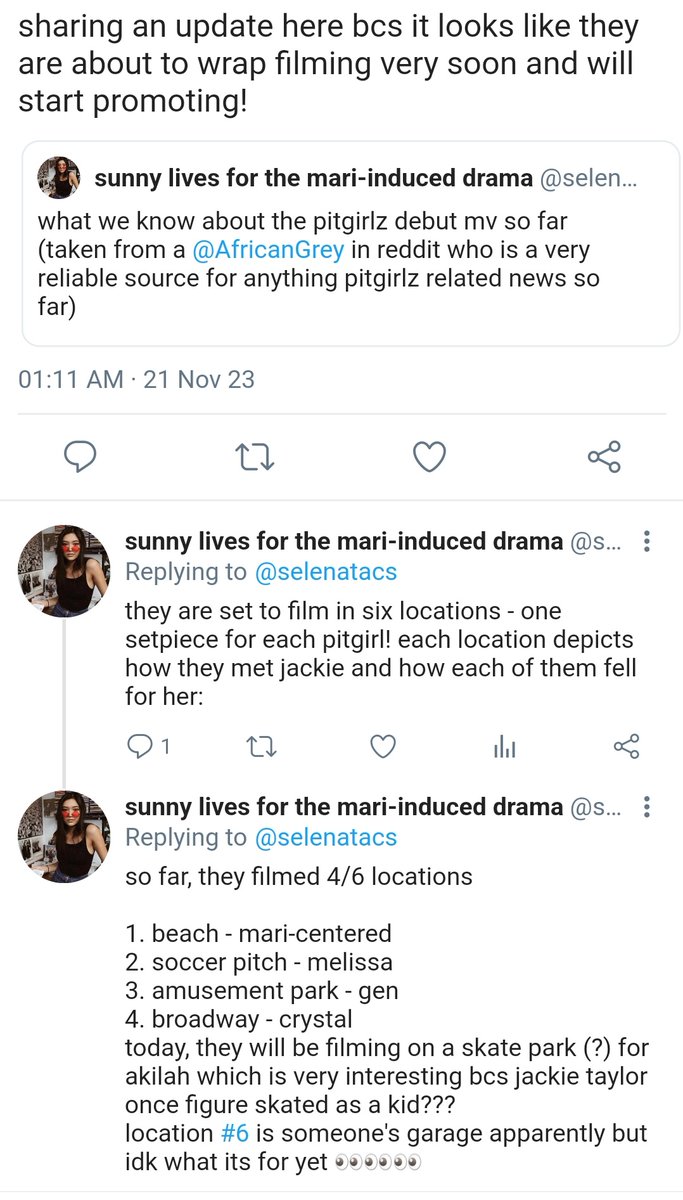 sharing an update here bcs it looks like they
are about to wrap filming very soon and will
start promoting!
sunny lives for the mari-induced drama @selen...
what we know about the pitgirlz debut mv so far
(taken from a @AfricanGrey in reddit who is a very
reliable source for anything pitgirlz related news so
far)
01:11 AM · 21 Nov 23
sunny lives for the mari-induced drama @s...
Replying to @selenatacs
they are set to film in six locations - one
setpiece for each pitgirl! each location depicts
how they met jackie and how each of them fell
for her:
1
sunny lives for the mari-induced drama @s...
Replying to @selenatacs
so far, they filmed 4/6 locations
1. beach - mari-centered
2. soccer pitch - melissa
3. amusement park - gen
4. broadway - crystal
today, they will be filming on a skate park (?) for
akilah which is very interesting bcs jackie taylor
once figure skated as a kid???
location #6 is someone's garage apparently but
idk what its for yet 👀👀👀